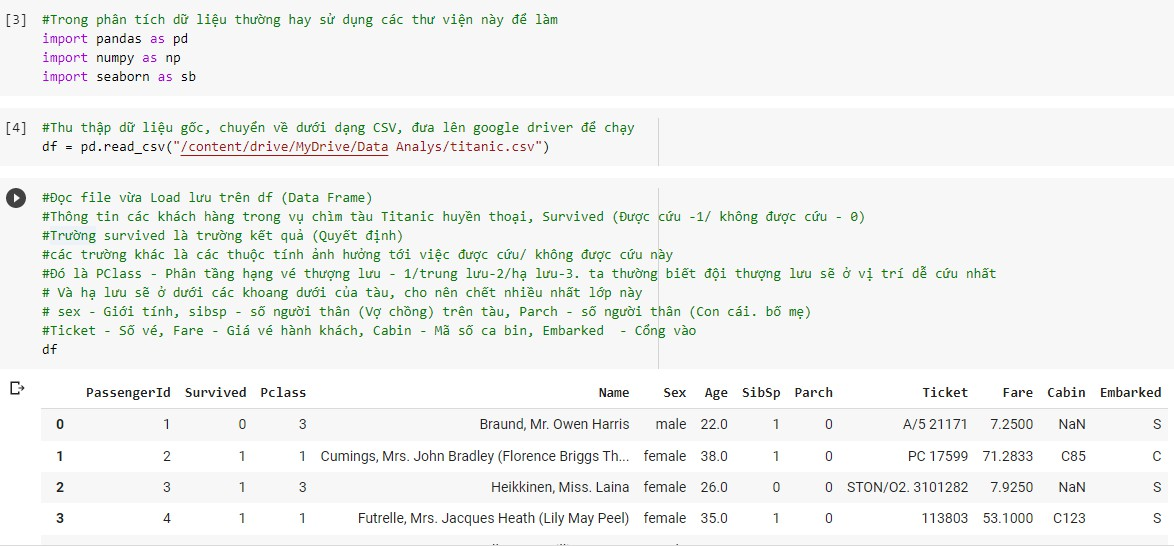 [3] #Trong phân tích dữ liệu thường hay sử dụng các thư viện này để làm
import pandas as pd
import numpy as np
import seaborn as sb
[4] #Thu thập dữ liệu gốc, chuyển về dưới dạng CSV, đưa lên google driver để chạy
df = pd.read_csv("/content/drive/MyDrive/Data Analys/titanic.csv")
#Đọc file vừa Load lưu trên df (Data Frame)
#Thông tin các khách hàng trong vụ chìm tàu Titanic huyền thoại, Survived (Được cứu -1/ không được cứu - 0)
#Trường survived là trường kết quả (Quyết định)
#các trường khác là các thuộc tính ảnh hưởng tới việc được cứu/ không được cứu này
#Đó là PClass - Phân tầng hạng vé thượng lưu - 1/trung lưu-2/hạ lưu-3. ta thường biết đội thượng lưu sẽ ở vị trí dễ cứu nhất
# Và hạ lưu sẽ ở dưới các khoang dưới của tàu, cho nên chết nhiều nhất lớp này
# sex - Giới tính, sibsp - số người thân (Vợ chồng) trên tàu, Parch - số người thân (Con cái. bố mẹ)
#Ticket - Số vé, Fare - Giá vé hành khách, Cabin - Mã số ca bin, Embarked  - Cổng vào
df
PassengerId Survived Pclass Name Sex Age SibSp Parch Ticket Fare Cabin Embarked
0 1 0 3 Braund, Mr. Owen Harris male 22.0 1 0 A/5 21171 7.2500 NaN S
1 2 1 1 Cumings, Mrs. John Bradley (Florence Briggs Th... female 38.0 1 0 PC 17599 71.2833 C85 C
2 3 1 3 Heikkinen, Miss. Laina female 26.0 0 0 STON/O2. 3101282 7.9250 NaN S
3 4 1 1 Futrelle, Mrs. Jacques Heath (Lily May Peel) female 35.0 1 0 113803 53.1000 C123 S